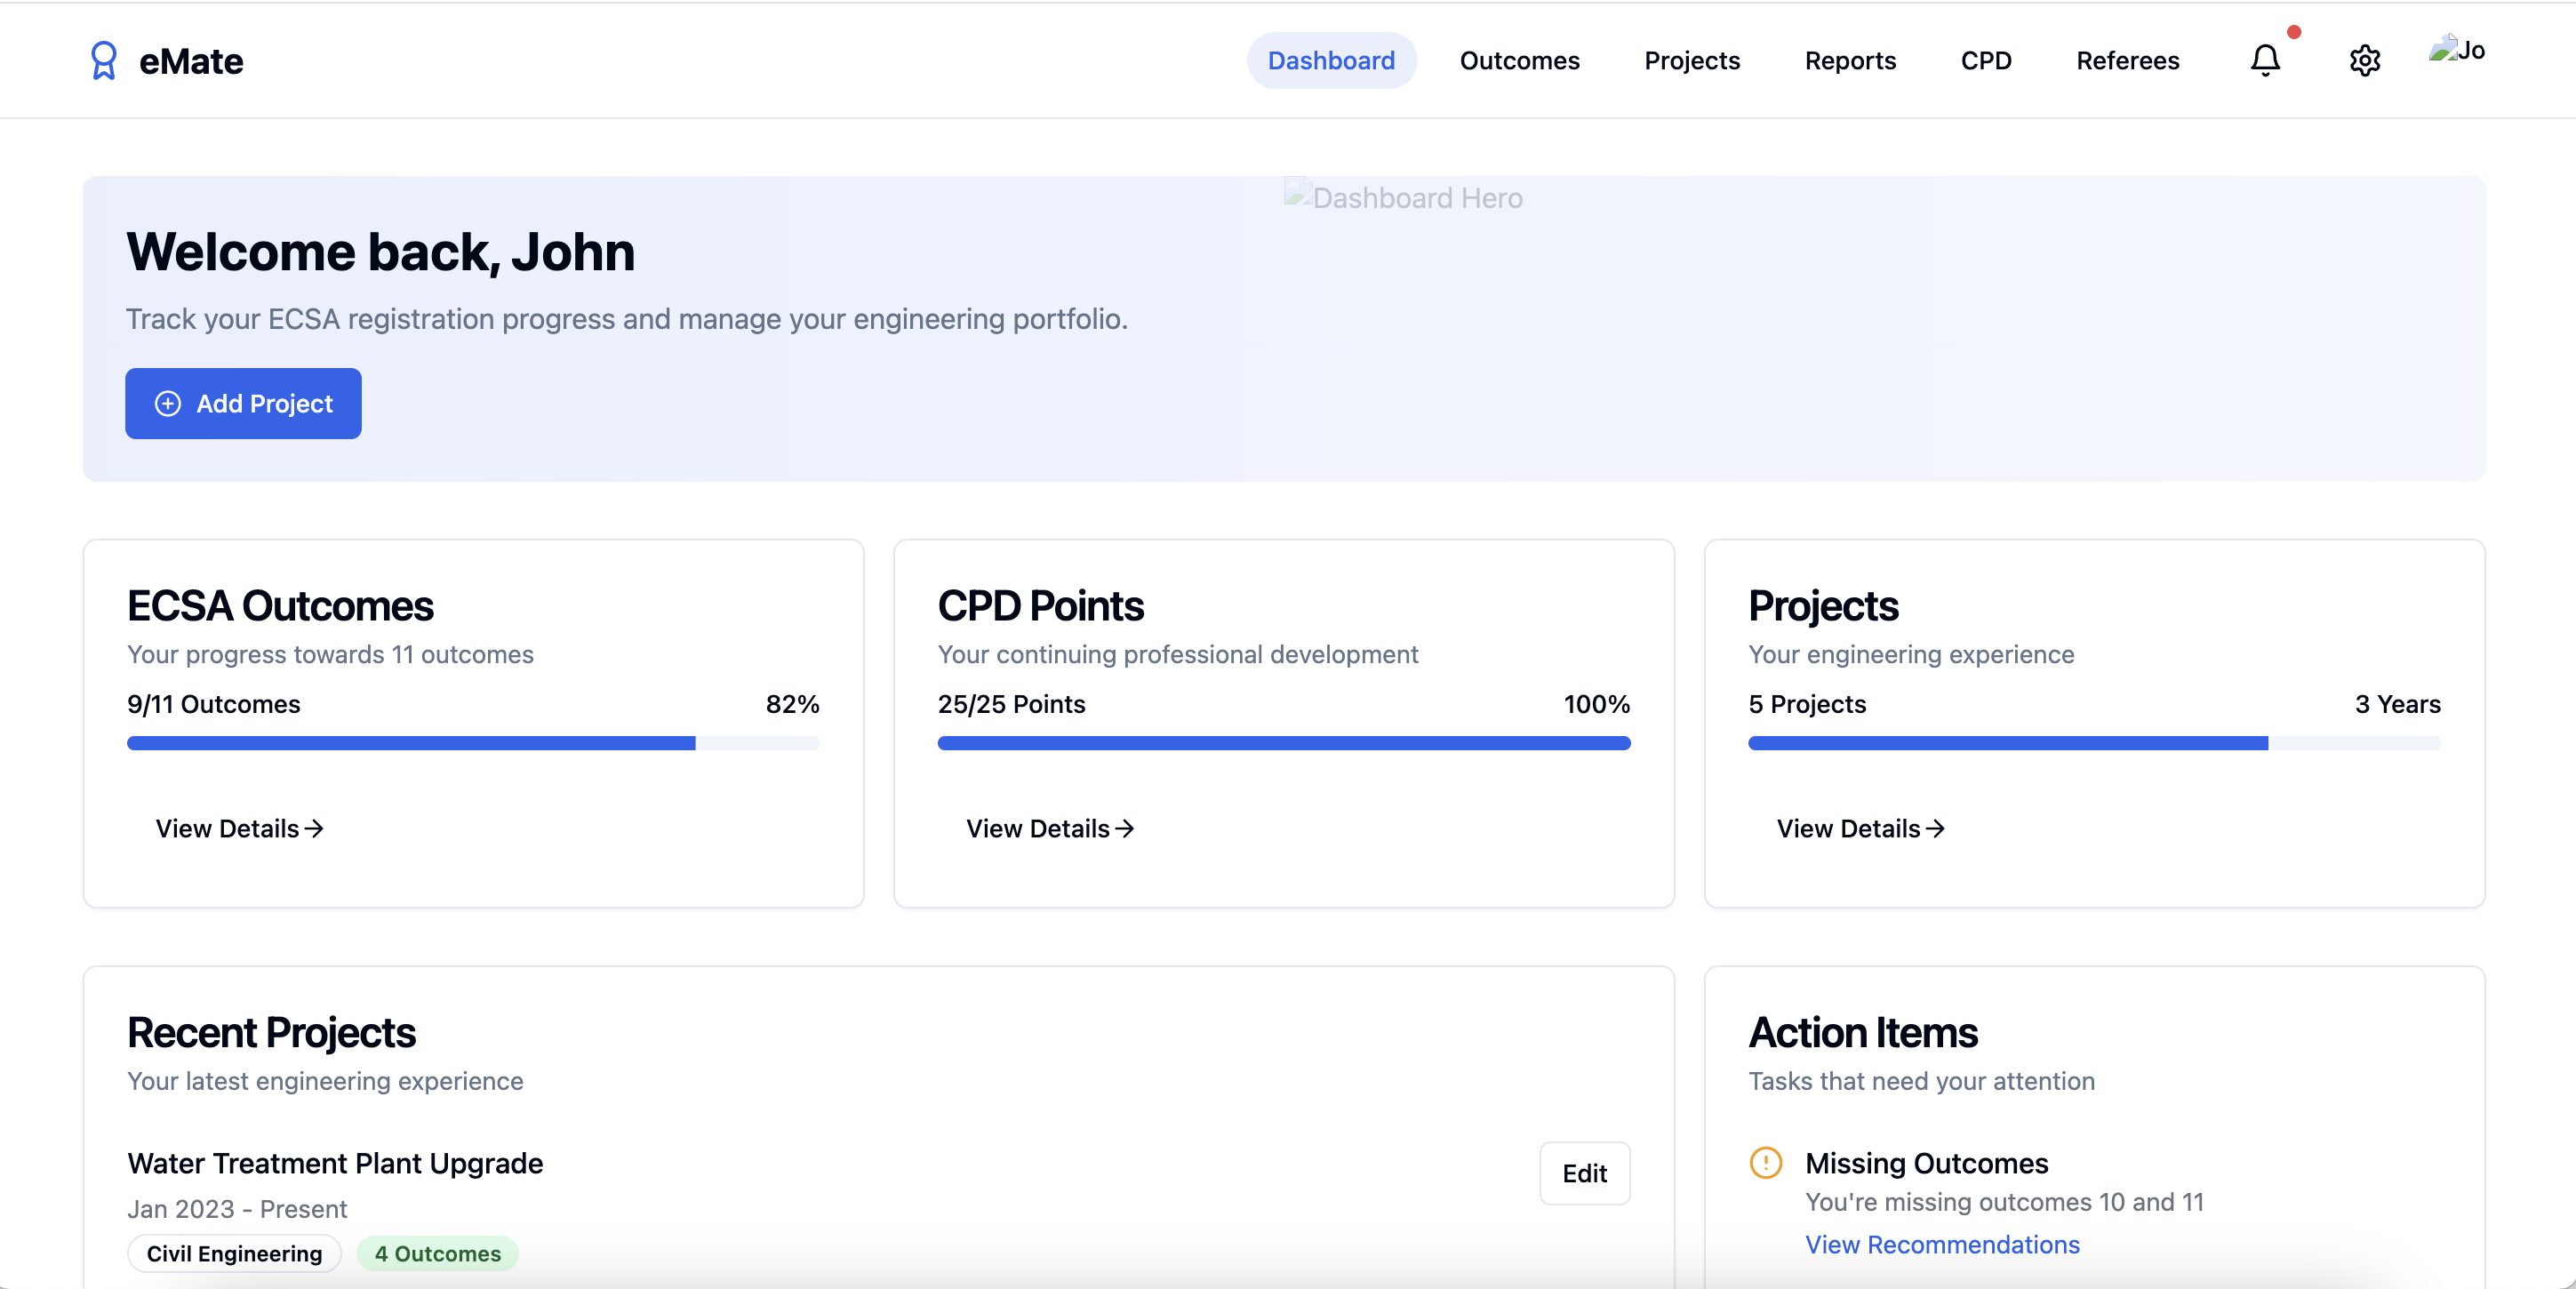 eMate
Dashboard
Outcomes
Projects
Reports
CPD
Referees
Jo
Dashboard Hero
Welcome back, John
Track your ECSA registration progress and manage your engineering portfolio.
Add Project
ECSA Outcomes
Your progress towards 11 outcomes
9/11 Outcomes
82%
View Details
CPD Points
Your continuing professional development
25/25 Points
100%
View Details
Projects
Your engineering experience
5 Projects
3 Years
View Details
Recent Projects
Your latest engineering experience
Water Treatment Plant Upgrade
Edit
Jan 2023 - Present
Civil Engineering
4 Outcomes
Action Items
Tasks that need your attention
Missing Outcomes
You're missing outcomes 10 and 11
View Recommendations